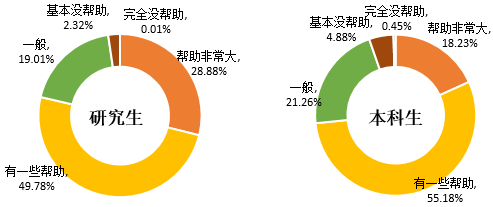 基本没帮助,
2.32%
完全没帮助,
0.01%
一般,
19.01%
帮助非常大,
28.88%
研究生
有一些帮助,
49.78%
完全没帮助,
0.45%
基本没帮助,
4.88%
帮助非常大,
18.23%
一般,
21.26%
本科生
有一些帮助,
55.18%